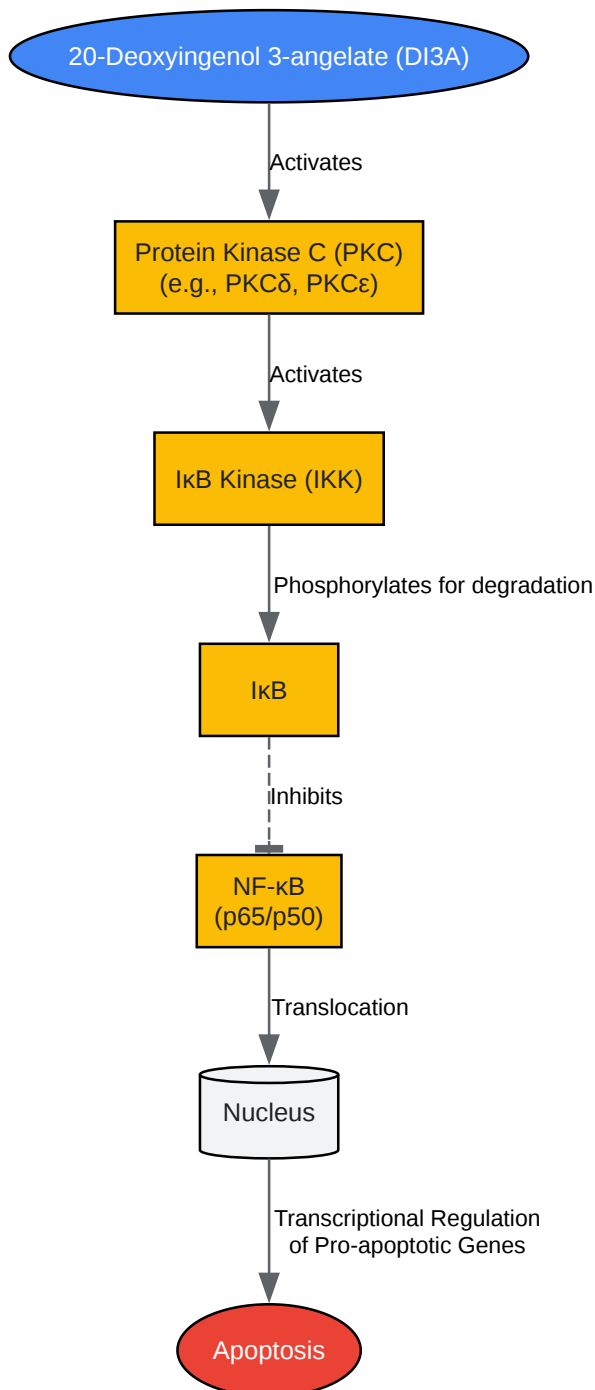 20-Deoxyingenol 3-angelate (DI3A)
Activates
Protein Kinase C (PKC)
(e.g., PKCδ, PKCε)
Activates
IκB Kinase (IKK)
Phosphorylates for degradation
IκB
Inhibits
NF-κB
(p65/p50)
Translocation
Nucleus
Transcriptional Regulation
of Pro-apoptotic Genes
Apoptosis